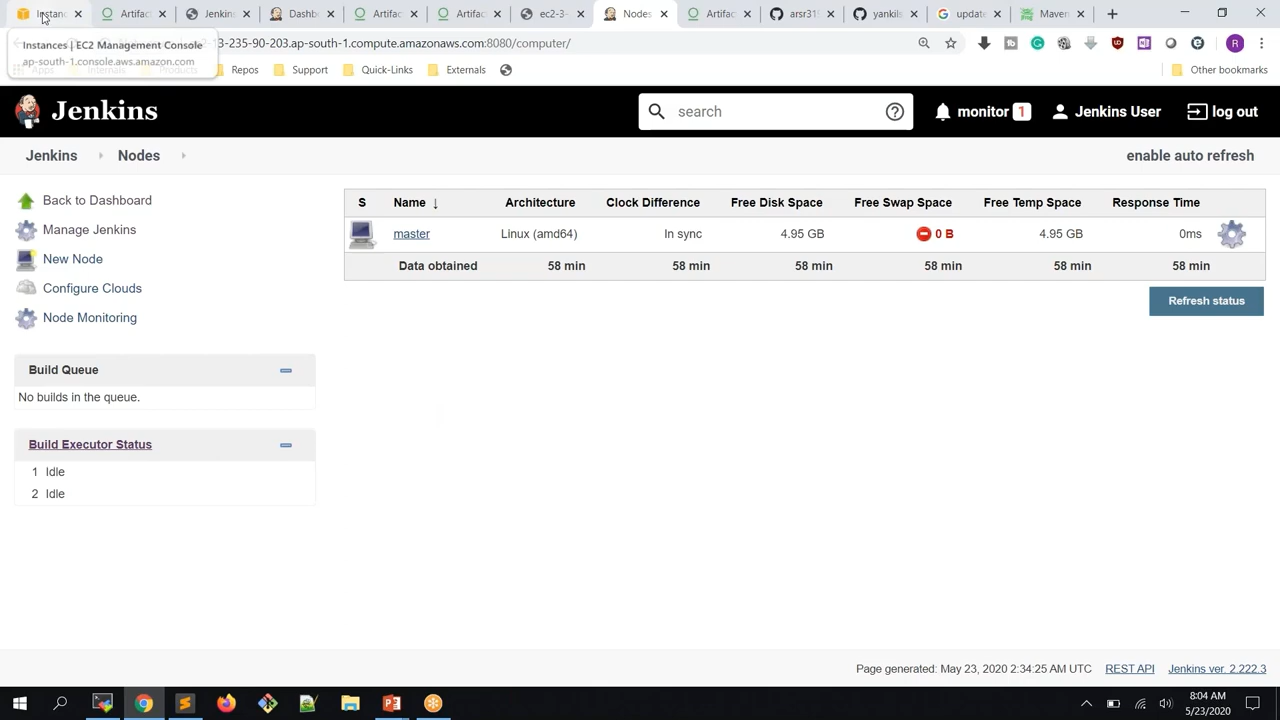 Instanc
Artifact
Jenkin
Dashb
Artifac
Artifac
ec2-3-
Nodes
Artifac
arsr31
yankils
update
Maven
13-235-90-203.ap-south-1.compute.amazonaws.com:8080/computer/
Instances | EC2 Management Console
ap-south-1.console.aws.amazon.com
Apps
Internals
Products
Repos
Support
Quick-Links
Externals
Other bookmarks
Jenkins
search
monitor 1
Jenkins User
log out
Jenkins
Nodes
enable auto refresh
Back to Dashboard
Manage Jenkins
New Node
Configure Clouds
Node Monitoring
S Name ↓ Architecture Clock Difference Free Disk Space Free Swap Space Free Temp Space Response Time
master Linux (amd64) In sync 4.95 GB 0 B 4.95 GB 0ms
Data obtained 58 min 58 min 58 min 58 min 58 min 58 min
Refresh status
Build Queue
No builds in the queue.
Build Executor Status
1 Idle
2 Idle
Page generated: May 23, 2020 2:34:25 AM UTC REST API Jenkins ver. 2.222.3
8:04 AM
5/23/2020